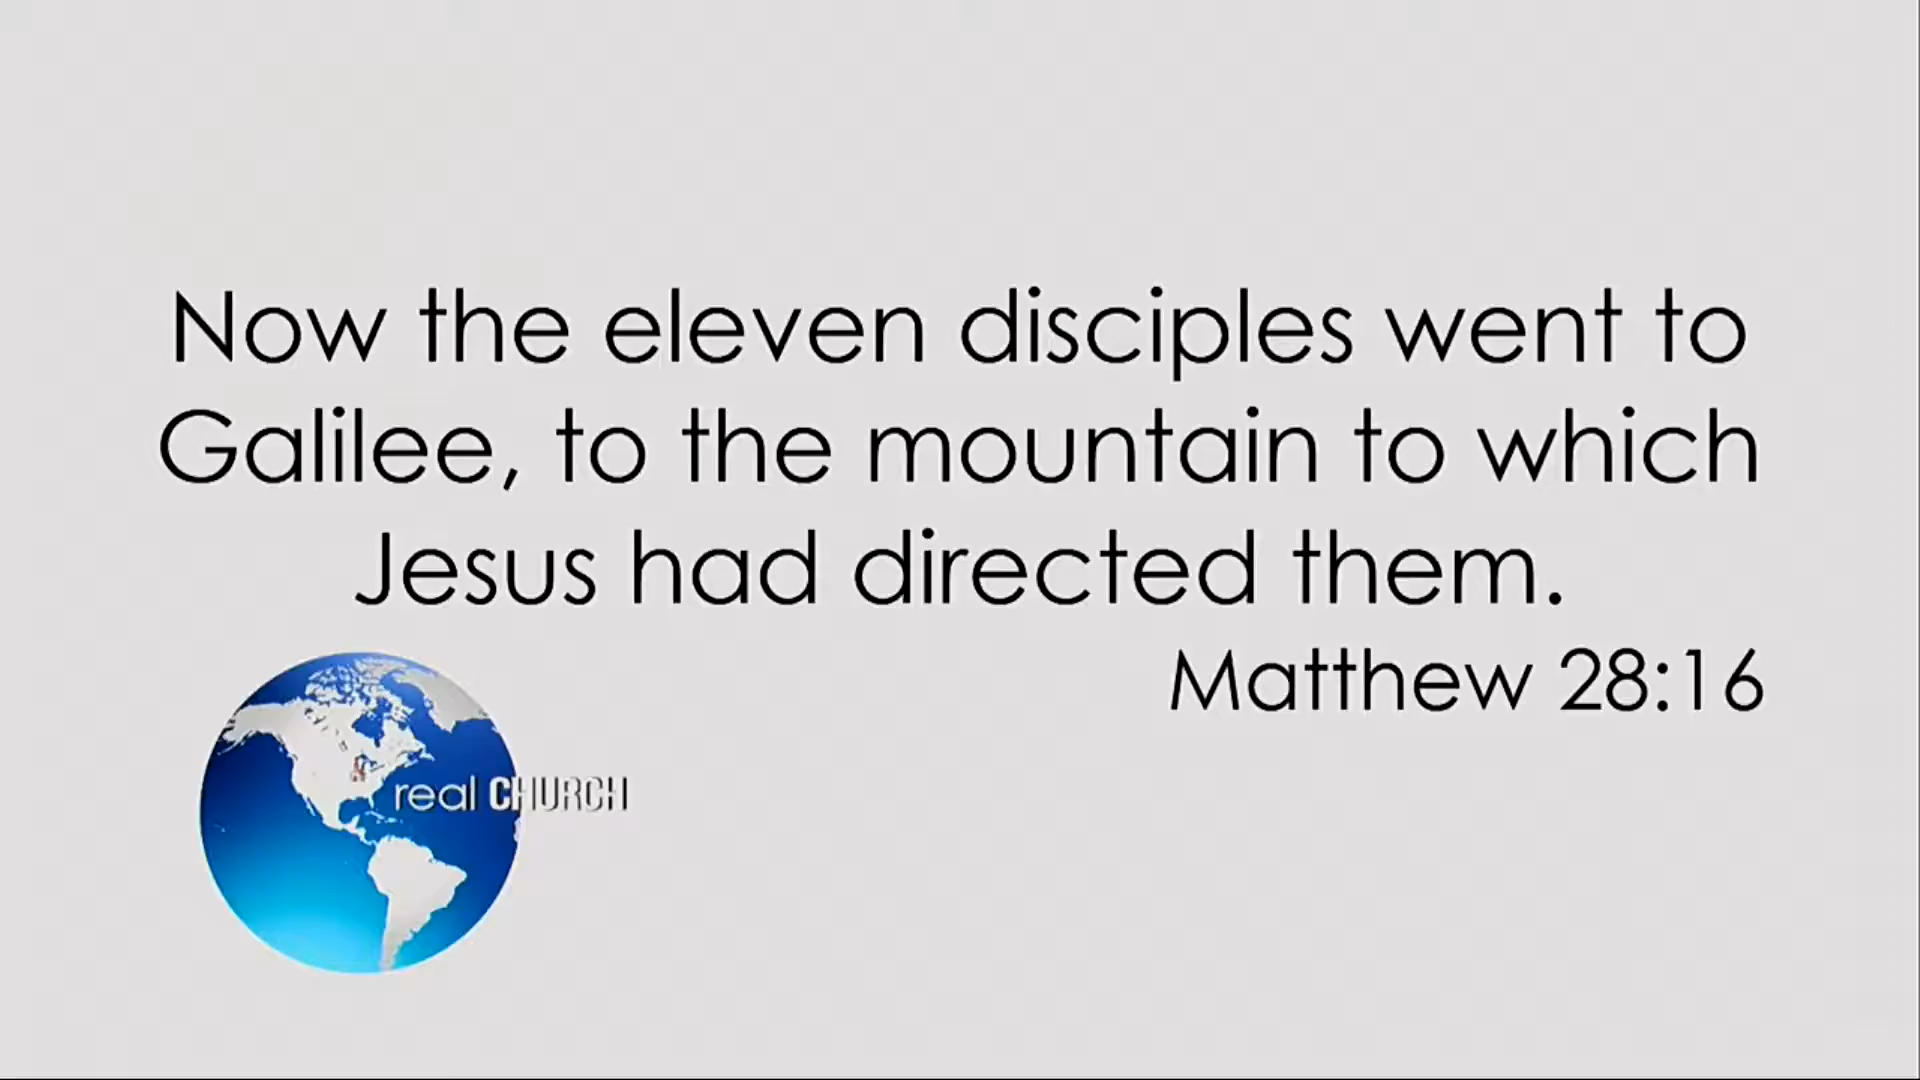 Now the eleven disciples went to
Galilee, to the mountain to which
Jesus had directed them.
Matthew 28:16
real CHURCH